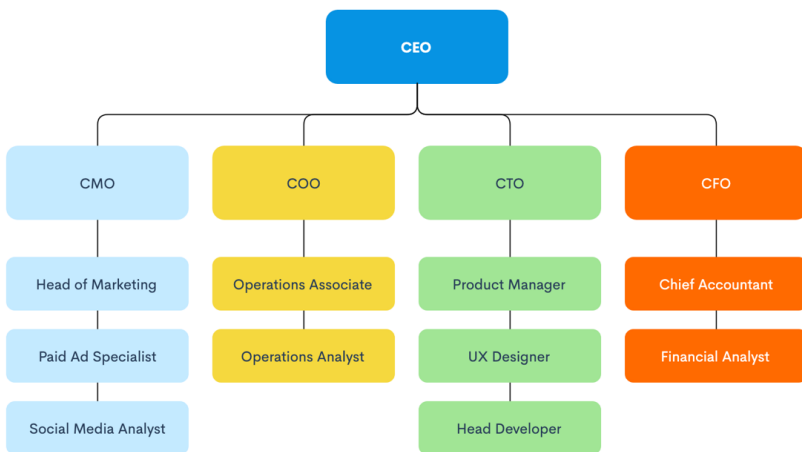 CEO
CMO
COO
CTO
CFO
Head of Marketing
Operations Associate
Product Manager
Chief Accountant
Paid Ad Specialist
Operations Analyst
UX Designer
Financial Analyst
Social Media Analyst
Head Developer